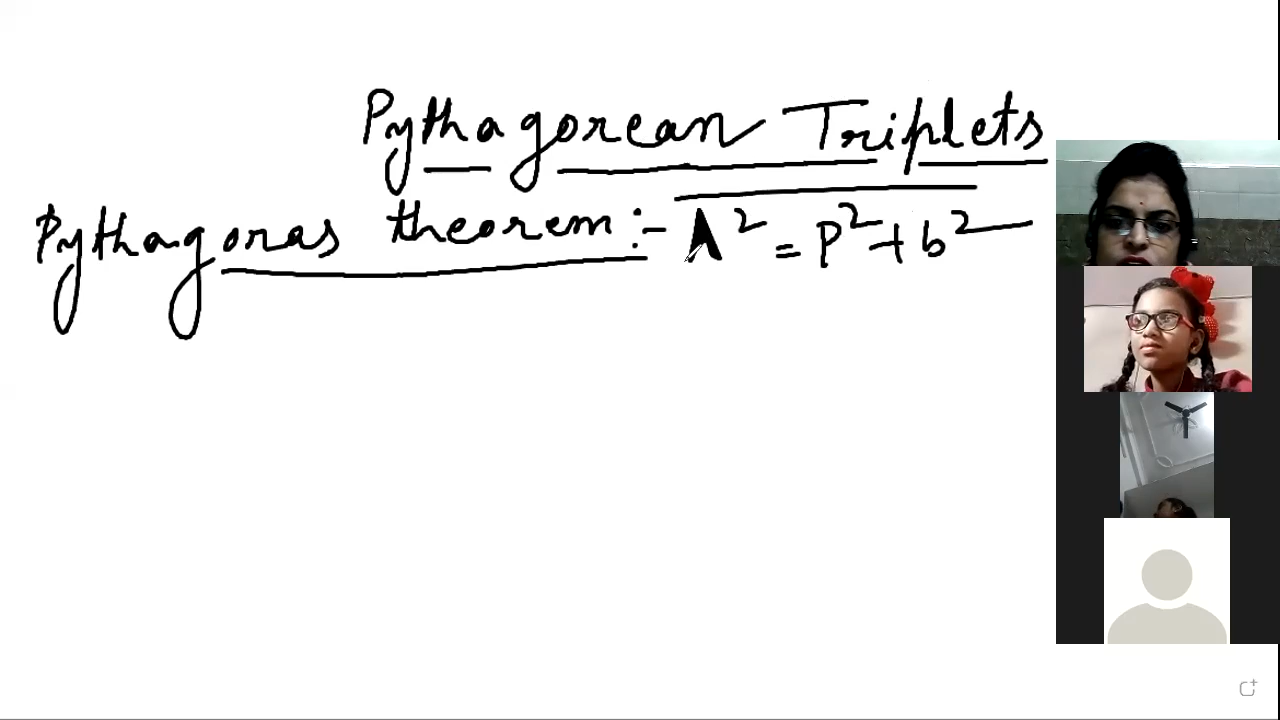 Pythagorean Triplets
Pythagoras theorem :- h² = p² + b²